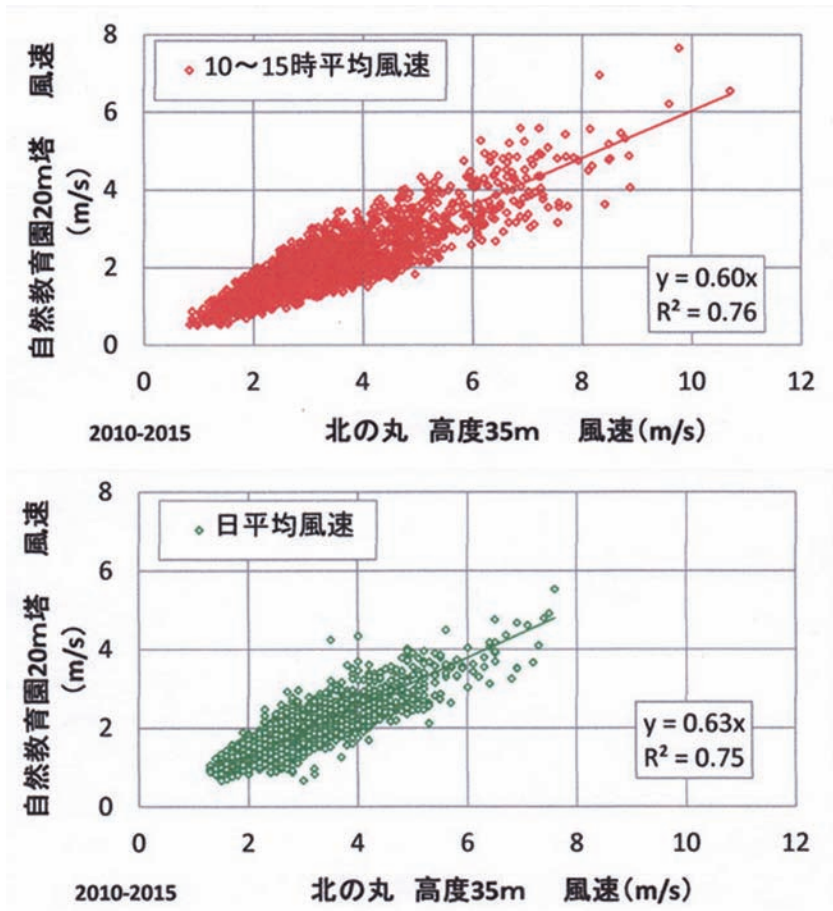 8
6
4
2
0
自然教育園20m塔 風速
(m/s)
10～15時平均風速
y = 0.60x
R² = 0.76
0 2 4 6 8 10 12
2010-2015 北の丸 高度35m 風速(m/s)
8
6
4
2
0
自然教育園20m塔 風速
(m/s)
日平均風速
y = 0.63x
R² = 0.75
0 2 4 6 8 10 12
2010-2015 北の丸 高度35m 風速(m/s)